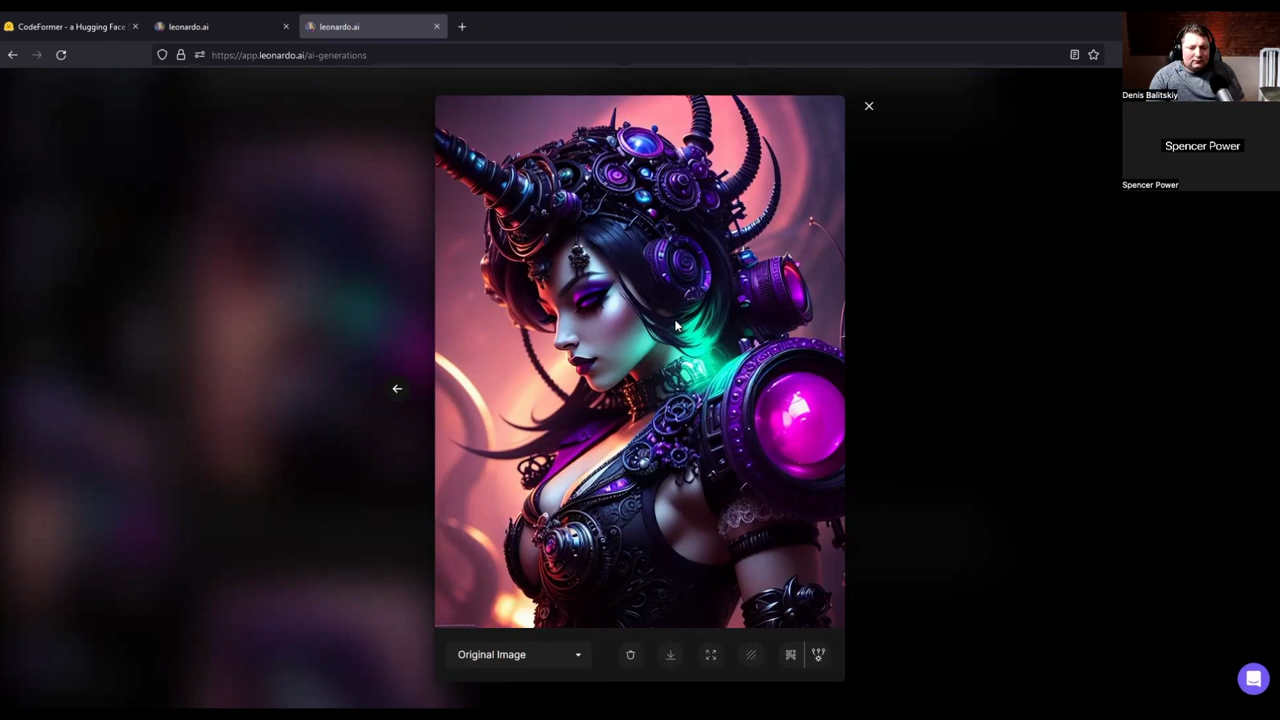 CodeFormer - a Hugging Face
leonardo.ai
leonardo.ai
https://app.leonardo.ai/ai-generations
Denis Balitskiy
Spencer Power
Spencer Power
Original Image